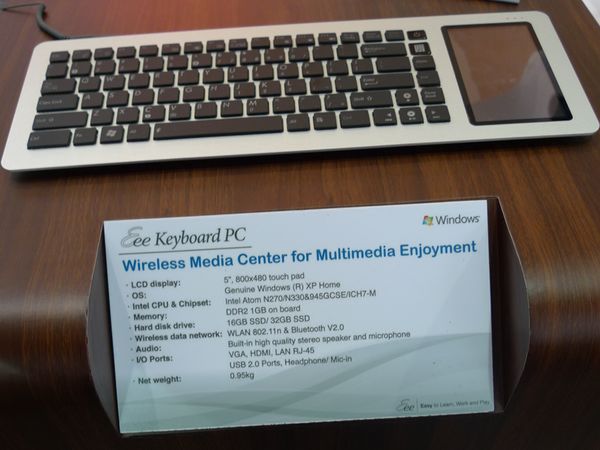 Eee Keyboard PC
Windows
Wireless Media Center for Multimedia Enjoyment
· LCD display: 5", 800x480 touch pad
· OS: Genuine Windows (R) XP Home
· Intel CPU & Chipset: Intel Atom N270/N330&945GCSE/ICH7-M
· Memory: DDR2 1GB on board
· Hard disk drive: 16GB SSD/ 32GB SSD
· Wireless data network: WLAN 802.11n & Bluetooth V2.0
· Audio: Built-in high quality stereo speaker and microphone
· I/O Ports: VGA, HDMI, LAN RJ-45
USB 2.0 Ports, Headphone/ Mic-in
· Net weight: 0.95kg
Eee Easy to Learn, Work and Play